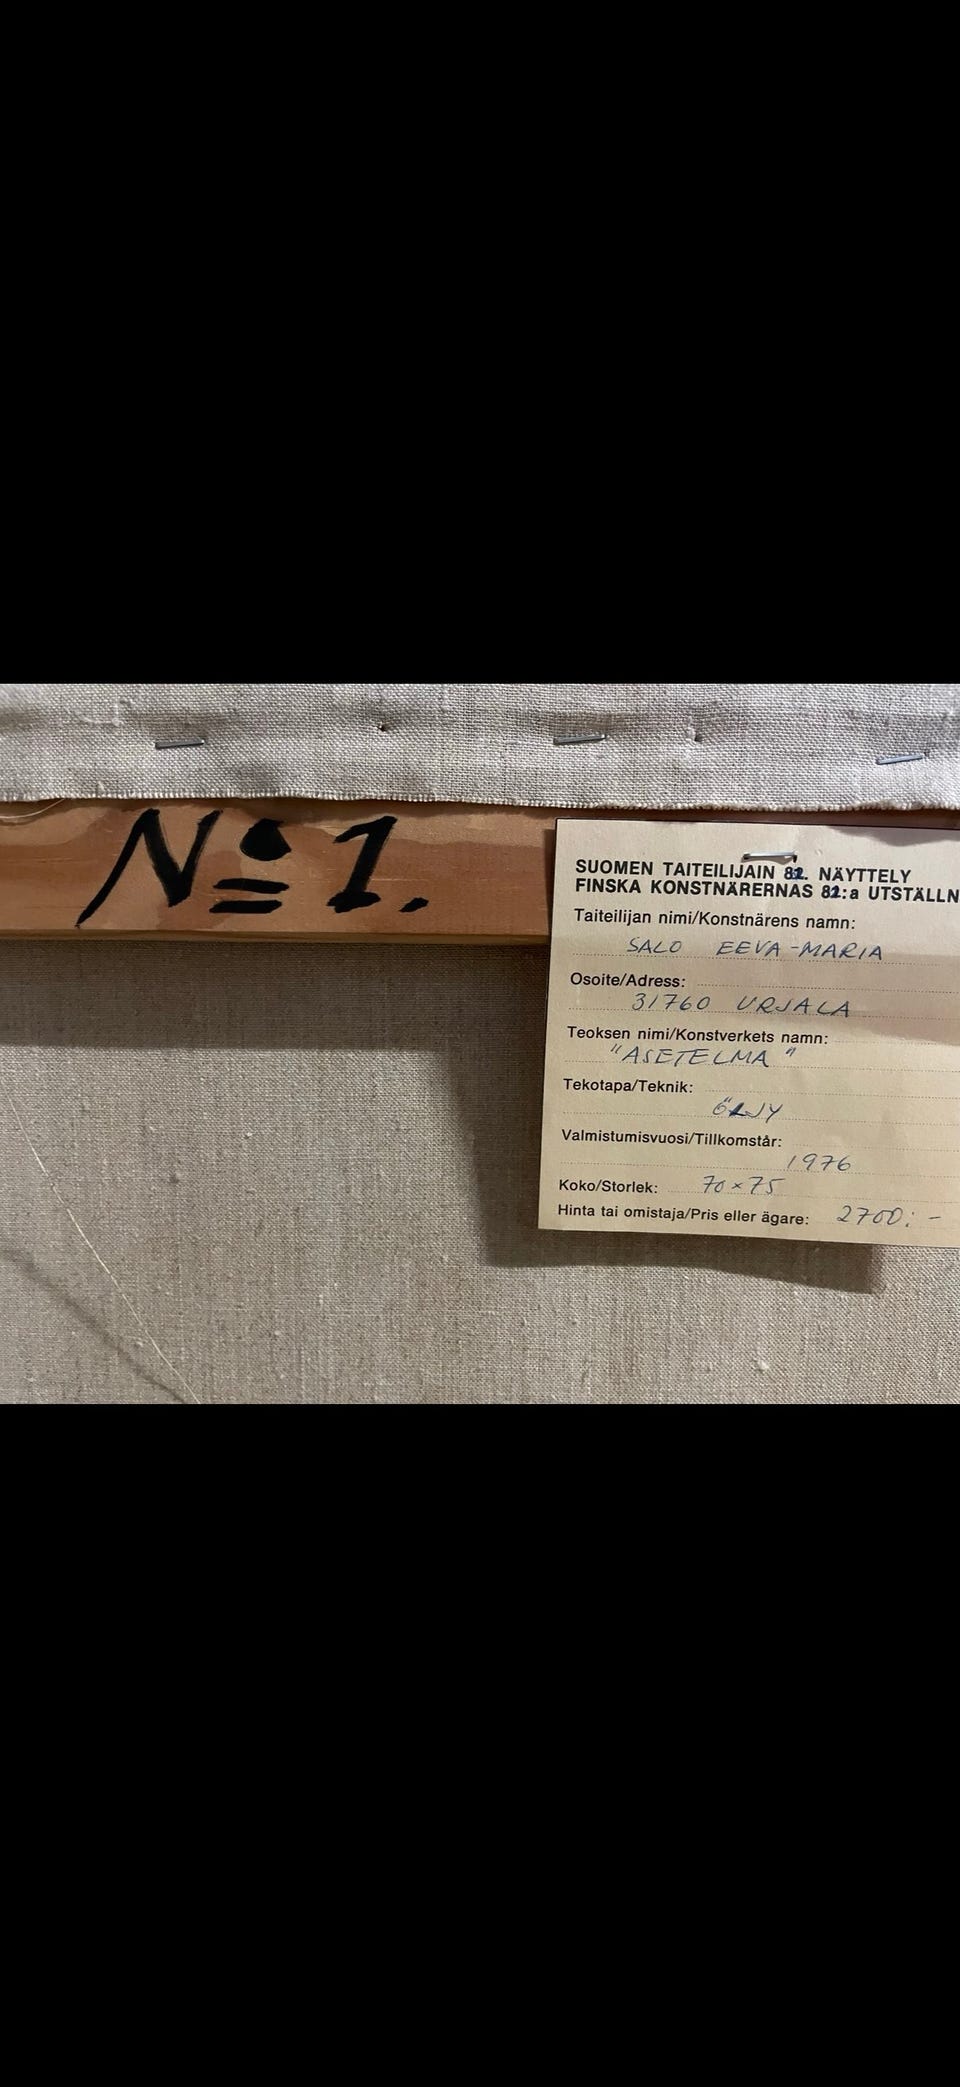 Nº 1.
SUOMEN TAITEILIJAIN 82. NÄYTTELY
FINSKA KONSTNÄRERNAS 82:a UTSTÄLLN
Taiteilijan nimi/Konstnärens namn:
SALO EEVA-MARIA
Osoite/Adress:
31760 URJALA
Teoksen nimi/Konstverkets namn:
"ASETELMA"
Tekotapa/Teknik:
ÖLJY
Valmistumisvuosi/Tillkomstår:
1976
Koko/Storlek: 70×75
Hinta tai omistaja/Pris eller ägare: 2700:-